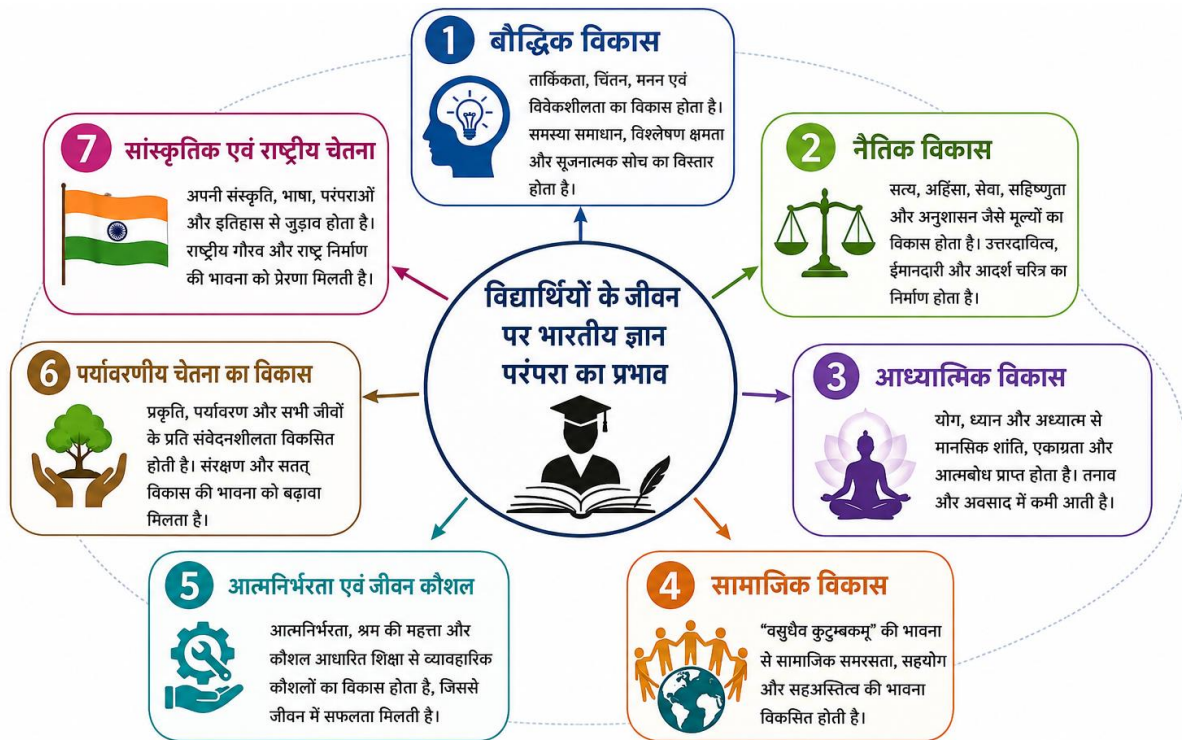 विद्यार्थियों के जीवन
पर भारतीय ज्ञान
परंपरा का प्रभाव
1 बौद्धिक विकास
तार्किकता, चिंतन, मनन एवं
विवेकशीलता का विकास होता है।
समस्या समाधान, विश्लेषण क्षमता
और सृजनात्मक सोच का विस्तार
होता है।
2 नैतिक विकास
सत्य, अहिंसा, सेवा, सहिष्णुता
और अनुशासन जैसे मूल्यों का
विकास होता है। उत्तरदायित्व,
ईमानदारी और आदर्श चरित्र का
निर्माण होता है।
3 आध्यात्मिक विकास
योग, ध्यान और अध्यात्म से
मानसिक शांति, एकाग्रता और
आत्मबोध प्राप्त होता है। तनाव
और अवसाद में कमी आती है।
4 सामाजिक विकास
“वसुधैव कुटुम्बकम्” की भावना
से सामाजिक समरसता, सहयोग
और सहअस्तित्व की भावना
विकसित होती है।
5 आत्मनिर्भरता एवं जीवन कौशल
आत्मनिर्भरता, श्रम की महत्ता और
कौशल आधारित शिक्षा से व्यावहारिक
कौशलों का विकास होता है, जिससे
जीवन में सफलता मिलती है।
6 पर्यावरणीय चेतना का विकास
प्रकृति, पर्यावरण और सभी जीवों
के प्रति संवेदनशीलता विकसित
होती है। संरक्षण और सतत्
विकास की भावना को बढ़ावा
मिलता है।
7 सांस्कृतिक एवं राष्ट्रीय चेतना
अपनी संस्कृति, भाषा, परंपराओं
और इतिहास से जुड़ाव होता है।
राष्ट्रीय गौरव और राष्ट्र निर्माण
की भावना को प्रेरणा मिलती है।